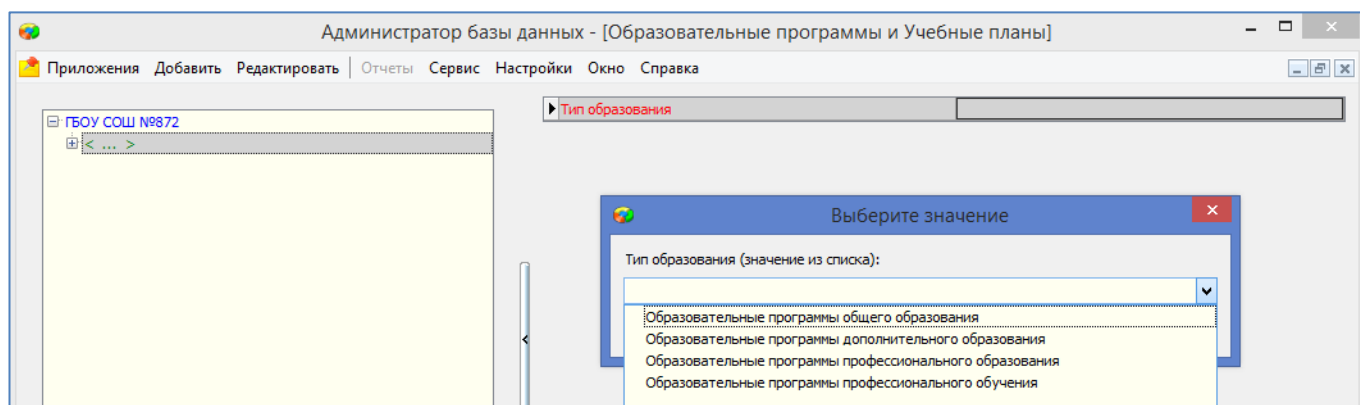 Администратор базы данных - [Образовательные программы и Учебные планы]
Приложения Добавить Редактировать Отчеты Сервис Настройки Окно Справка
ГБОУ СОШ №872
< ... >
Тип образования
Выберите значение
Тип образования (значение из списка):
Образовательные программы общего образования
Образовательные программы дополнительного образования
Образовательные программы профессионального образования
Образовательные программы профессионального обучения